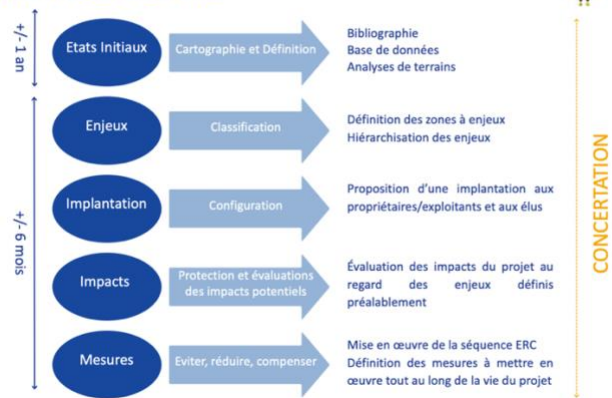 +/- 1 an
Etats Initiaux
Cartographie et Définition
Bibliographie
Base de données
Analyses de terrains
+/- 6 mois
Enjeux
Classification
Définition des zones à enjeux
Hiérarchisation des enjeux
Implantation
Configuration
Proposition d'une implantation aux
propriétaires/exploitants et aux élus
Impacts
Protection et évaluations
des impacts potentiels
Évaluation des impacts du projet au
regard des enjeux définis
préalablement
Mesures
Eviter, réduire, compenser
Mise en œuvre de la séquence ERC
Définition des mesures à mettre en
œuvre tout au long de la vie du projet
CONCERTATION